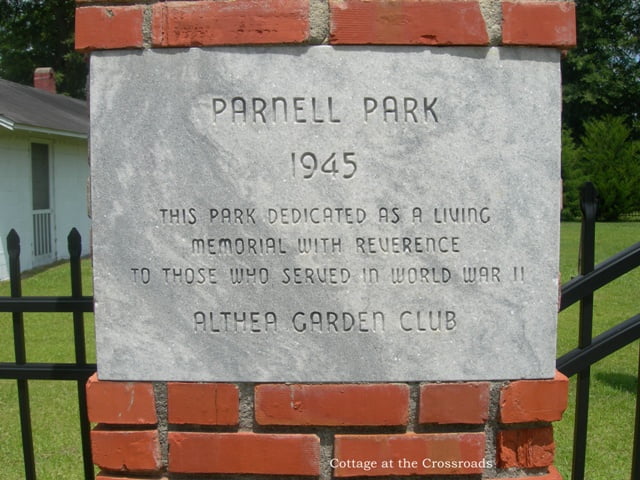 PARNELL PARK
1945
THIS PARK DEDICATED AS A LIVING
MEMORIAL WITH REVERENCE
TO THOSE WHO SERVED IN WORLD WAR II
ALTHEA GARDEN CLUB
Cottage at the Crossroads